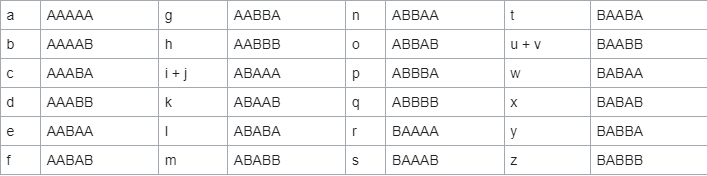 a AAAAA g AABBA n ABBAA t BAABA
b AAAAB h AABBB o ABBAB u + v BAABB
c AAABA i + j ABAAA p ABBBA w BABAA
d AAABB k ABAAB q ABBBB x BABAB
e AABAA l ABABA r BAAAA y BABBA
f AABAB m ABABB s BAAAB z BABBB